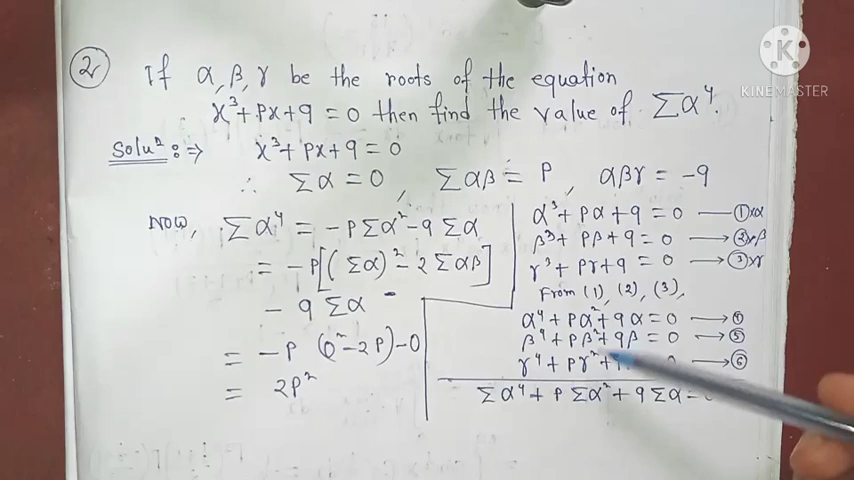 ②
If α, β, γ be the roots of the equation
x³+px+q=0 then find the value of Σα⁴.
Soluⁿ:⇒ x³+px+q=0
∴ Σα=0, Σαβ=p, αβγ=-q
Now, Σα⁴ = -pΣα²-qΣα
= -p[(Σα)²-2Σαβ]
- qΣα
= -p (0²-2p)-0
= 2p²
α³+pα+q=0 — ①×α
β³+pβ+q=0 → ②×β
γ³+pγ+q=0 → ③×γ
From (1), (2), (3),
α⁴+pα²+qα=0 → ④
β⁴+pβ²+qβ=0 → ⑤
γ⁴+pγ²+ 0 → ⑥
Σα⁴+pΣα²+qΣα=0
KINEMASTER